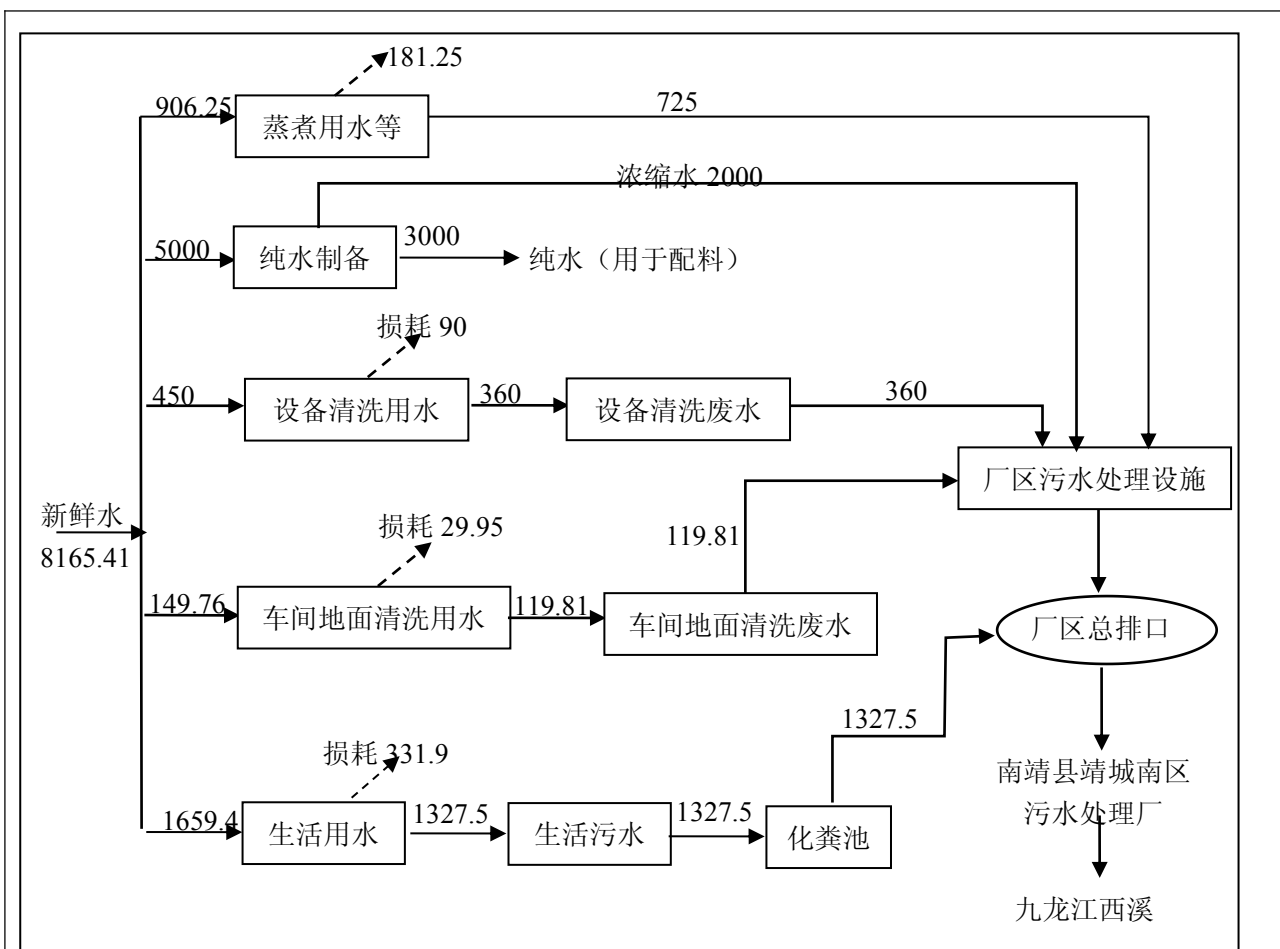 181.25
906.25
蒸煮用水等
725
浓缩水 2000
5000
纯水制备
3000
纯水（用于配料）
损耗 90
450
设备清洗用水
360
设备清洗废水
360
厂区污水处理设施
新鲜水
8165.41
损耗 29.95
119.81
149.76
车间地面清洗用水
119.81
车间地面清洗废水
厂区总排口
1327.5
损耗 331.9
南靖县靖城南区
污水处理厂
1659.4
生活用水
1327.5
生活污水
1327.5
化粪池
九龙江西溪